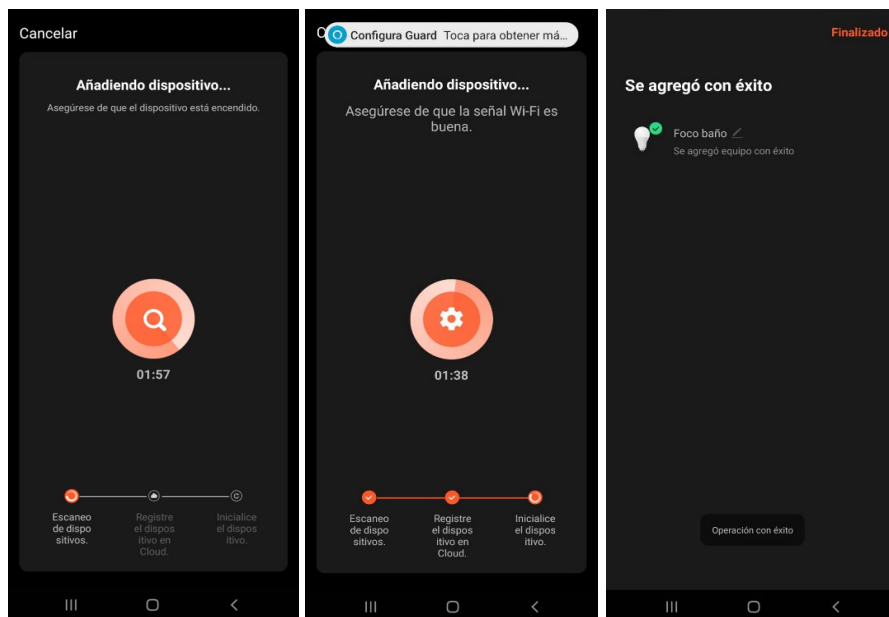 Cancelar
Añadiendo dispositivo...
Asegúrese de que el dispositivo está encendido.
01:57
Escaneo
de dispo
sitivos.
Registre
el dispos
itivo en
Cloud.
Inicialice
el dispos
itivo.
C
Configura Guard Toca para obtener má...
Añadiendo dispositivo...
Asegúrese de que la señal Wi-Fi es
buena.
01:38
Escaneo
de dispo
sitivos.
Registre
el dispos
itivo en
Cloud.
Inicialice
el dispos
itivo.
Finalizado
Se agregó con éxito
Foco baño
Se agregó equipo con éxito
Operación con éxito